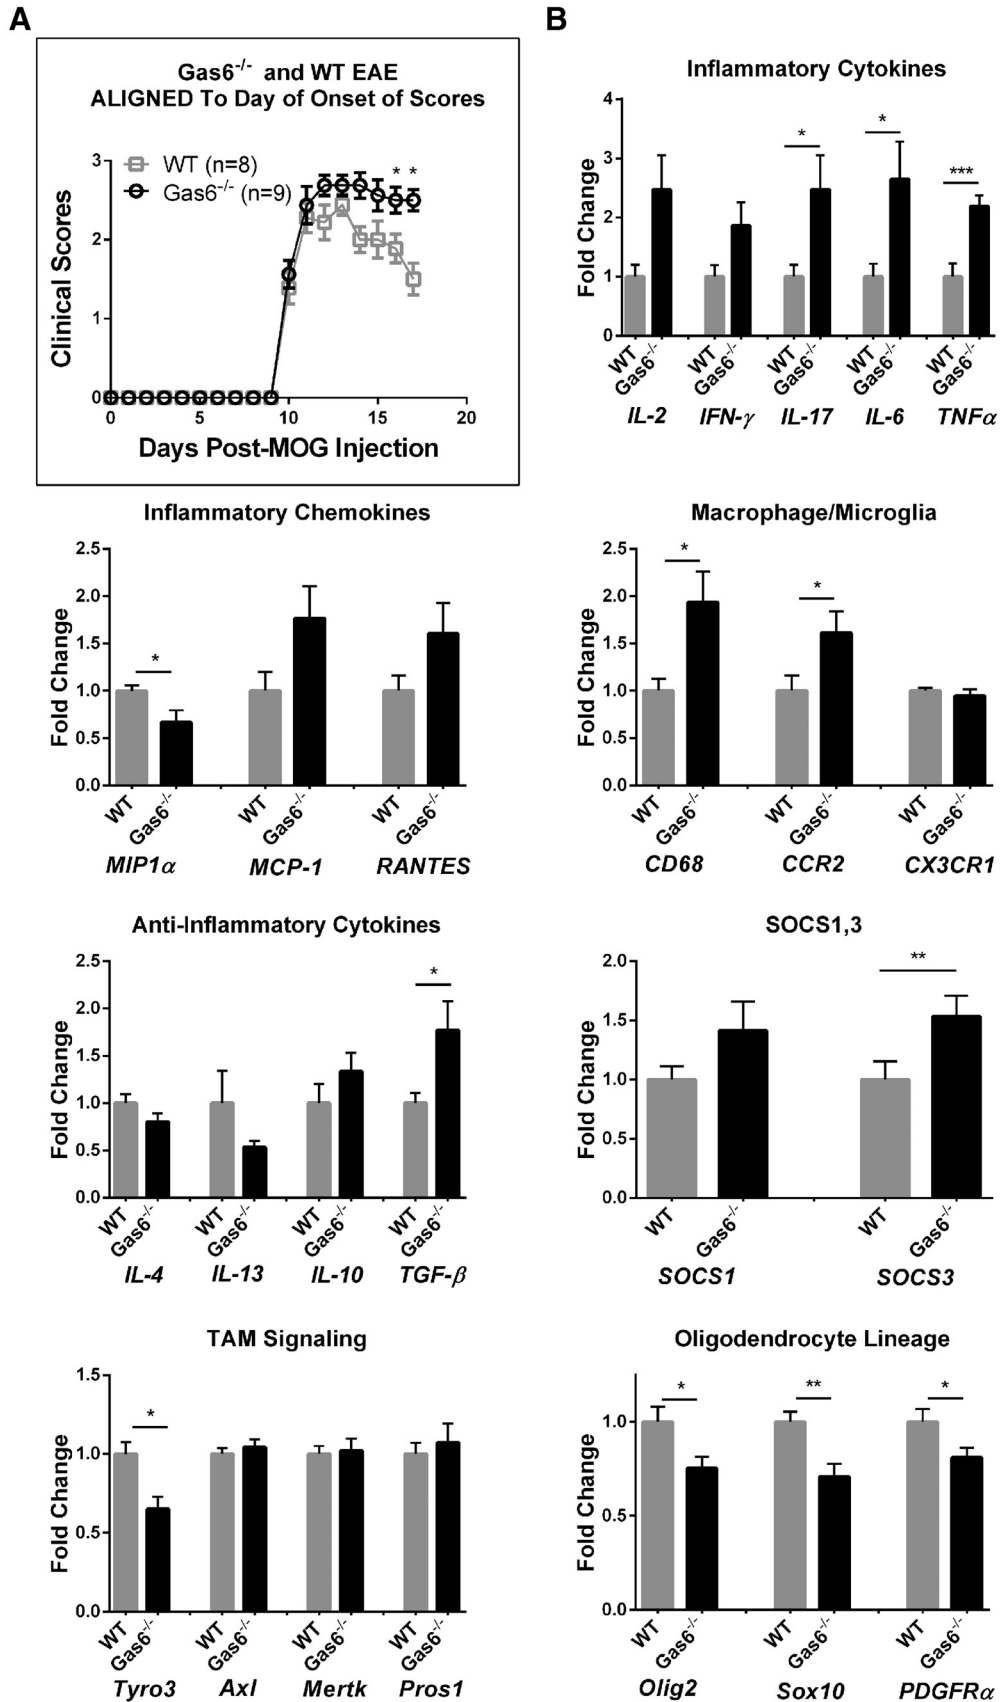 A
Gas6-/- and WT EAE
ALIGNED To Day of Onset of Scores
WT (n=8)
Gas6-/- (n=9)
* *
3
2
1
0
Clinical Scores
0 5 10 15 20
Days Post-MOG Injection
B
Inflammatory Cytokines
4
3
2
1
0
Fold Change
* * ***
WT Gas6-/- WT Gas6-/- WT Gas6-/- WT Gas6-/- WT Gas6-/-
IL-2 IFN-γ IL-17 IL-6 TNFα
Inflammatory Chemokines
2.5
2.0
1.5
1.0
0.5
0.0
Fold Change
*
WT Gas6-/- WT Gas6-/- WT Gas6-/-
MIP1α MCP-1 RANTES
Macrophage/Microglia
2.5
2.0
1.5
1.0
0.5
0.0
Fold Change
* *
WT Gas6-/- WT Gas6-/- WT Gas6-/-
CD68 CCR2 CX3CR1
Anti-Inflammatory Cytokines
2.5
2.0
1.5
1.0
0.5
0.0
Fold Change
*
WT Gas6-/- WT Gas6-/- WT Gas6-/- WT Gas6-/-
IL-4 IL-13 IL-10 TGF-β
SOCS1,3
2.0
1.5
1.0
0.5
0.0
Fold Change
**
WT Gas6-/- WT Gas6-/-
SOCS1 SOCS3
TAM Signaling
1.5
1.0
0.5
0.0
Fold Change
*
WT Gas6-/- WT Gas6-/- WT Gas6-/- WT Gas6-/-
Tyro3 Axl Mertk Pros1
Oligodendrocyte Lineage
1.0
0.5
0.0
Fold Change
* ** *
WT Gas6-/- WT Gas6-/- WT Gas6-/-
Olig2 Sox10 PDGFRα